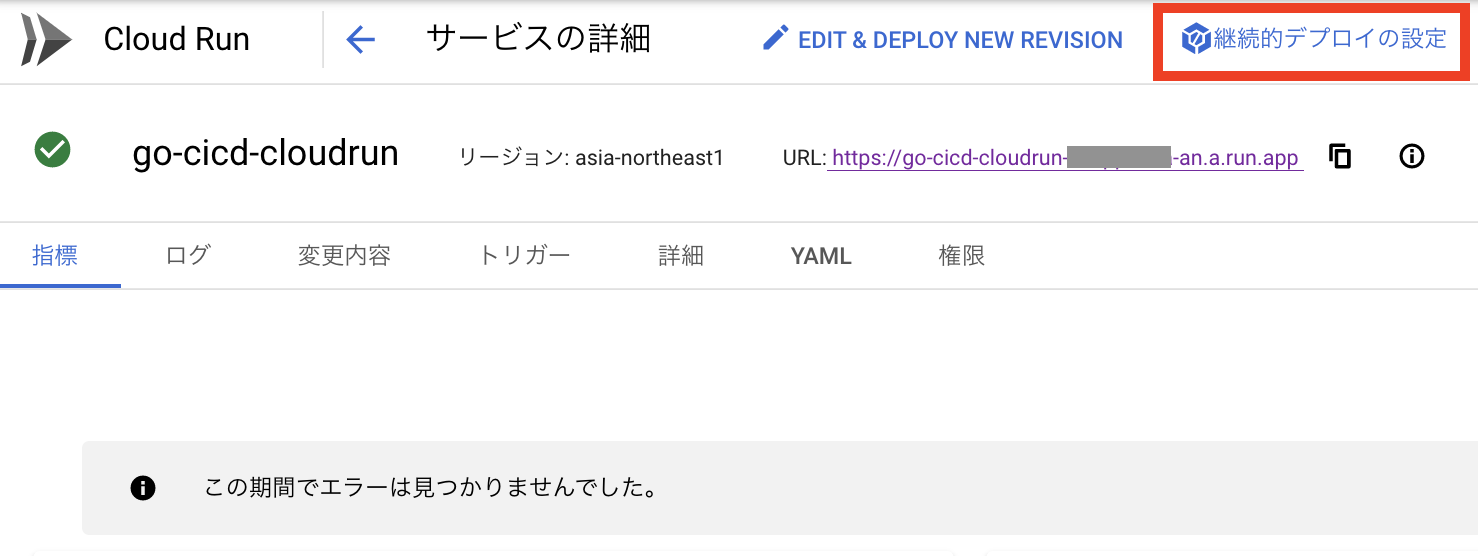 Cloud Run
サービスの詳細
EDIT & DEPLOY NEW REVISION
継続的デプロイの設定
go-cicd-cloudrun
リージョン: asia-northeast1
URL: https://go-cicd-cloudrun- -an.a.run.app
指標
ログ
変更内容
トリガー
詳細
YAML
権限
この期間でエラーは見つかりませんでした。